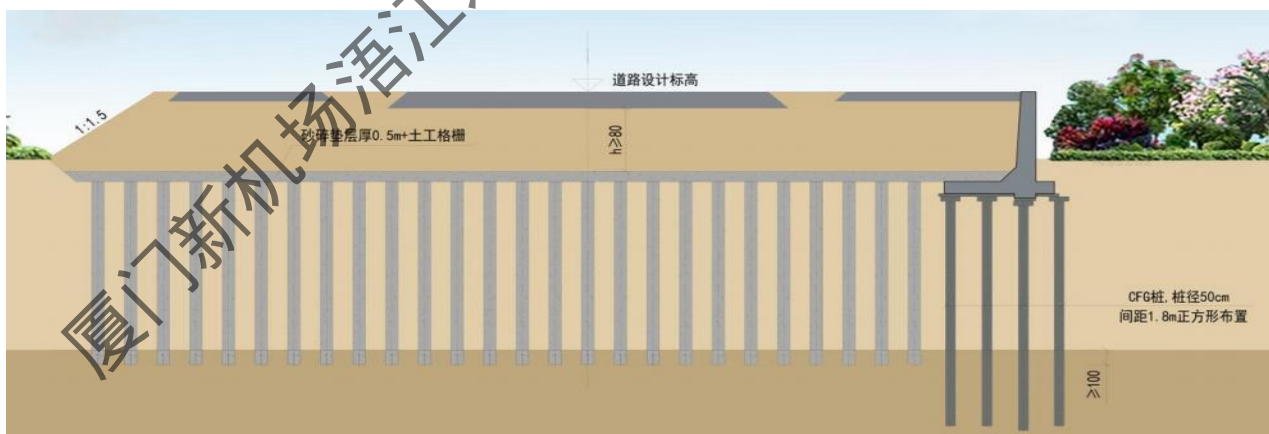 道路设计标高
1:1.5
砂碎垫层厚0.5m+土工格栅
h≥80
CFG桩,桩径50cm
间距1.8m正方形布置
≥100
厦门新机场浯江